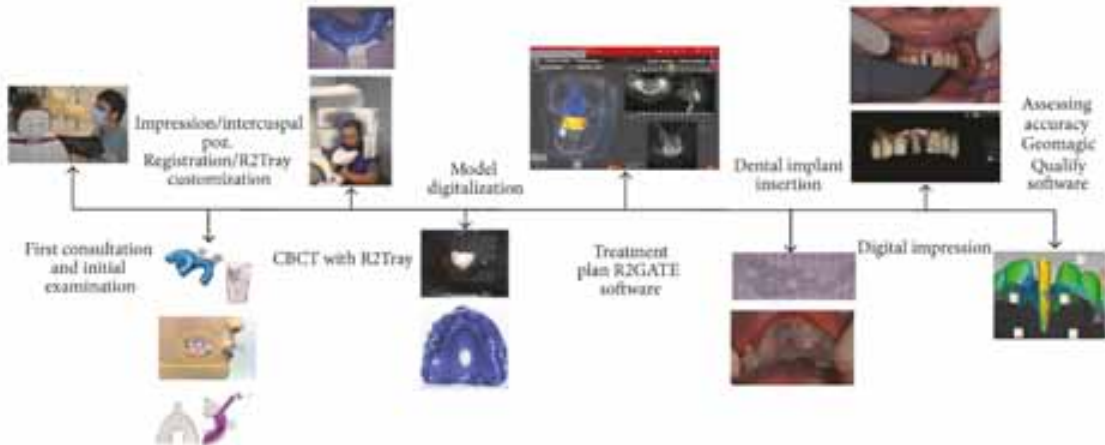 First consultation
and initial
examination
Impression/intercuspal
poz.
Registration/R2Tray
customization
CBCT with R2Tray
Model
digitalization
Treatment
plan R2GATE
software
Dental implant
insertion
Digital impression
Assessing
accuracy
Geomagic
Qualify
software